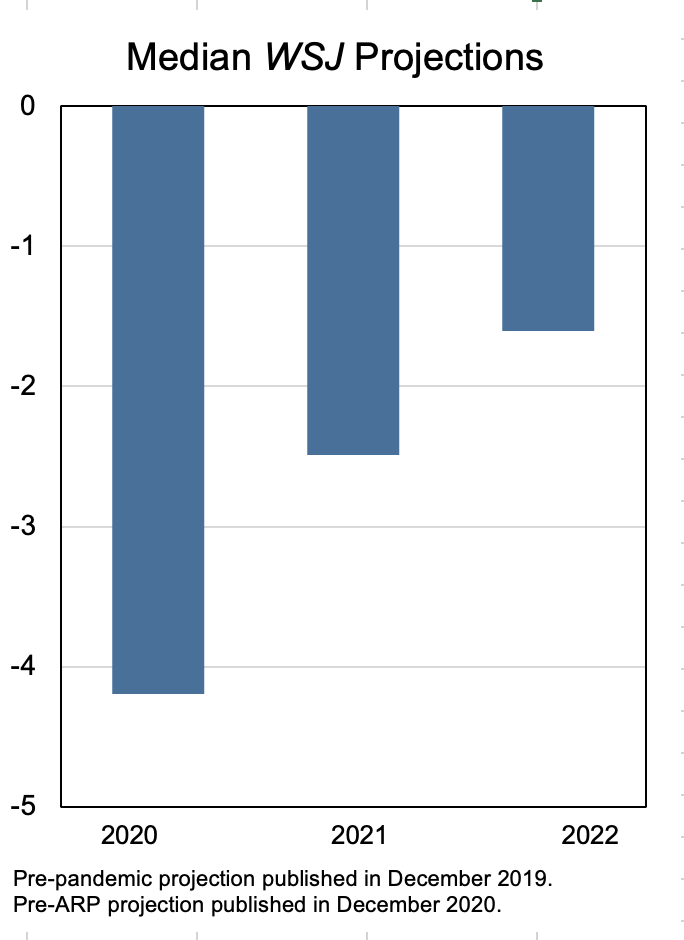 Median WSJ Projections
0
-1
-2
-3
-4
-5
2020 2021 2022
Pre-pandemic projection published in December 2019.
Pre-ARP projection published in December 2020.